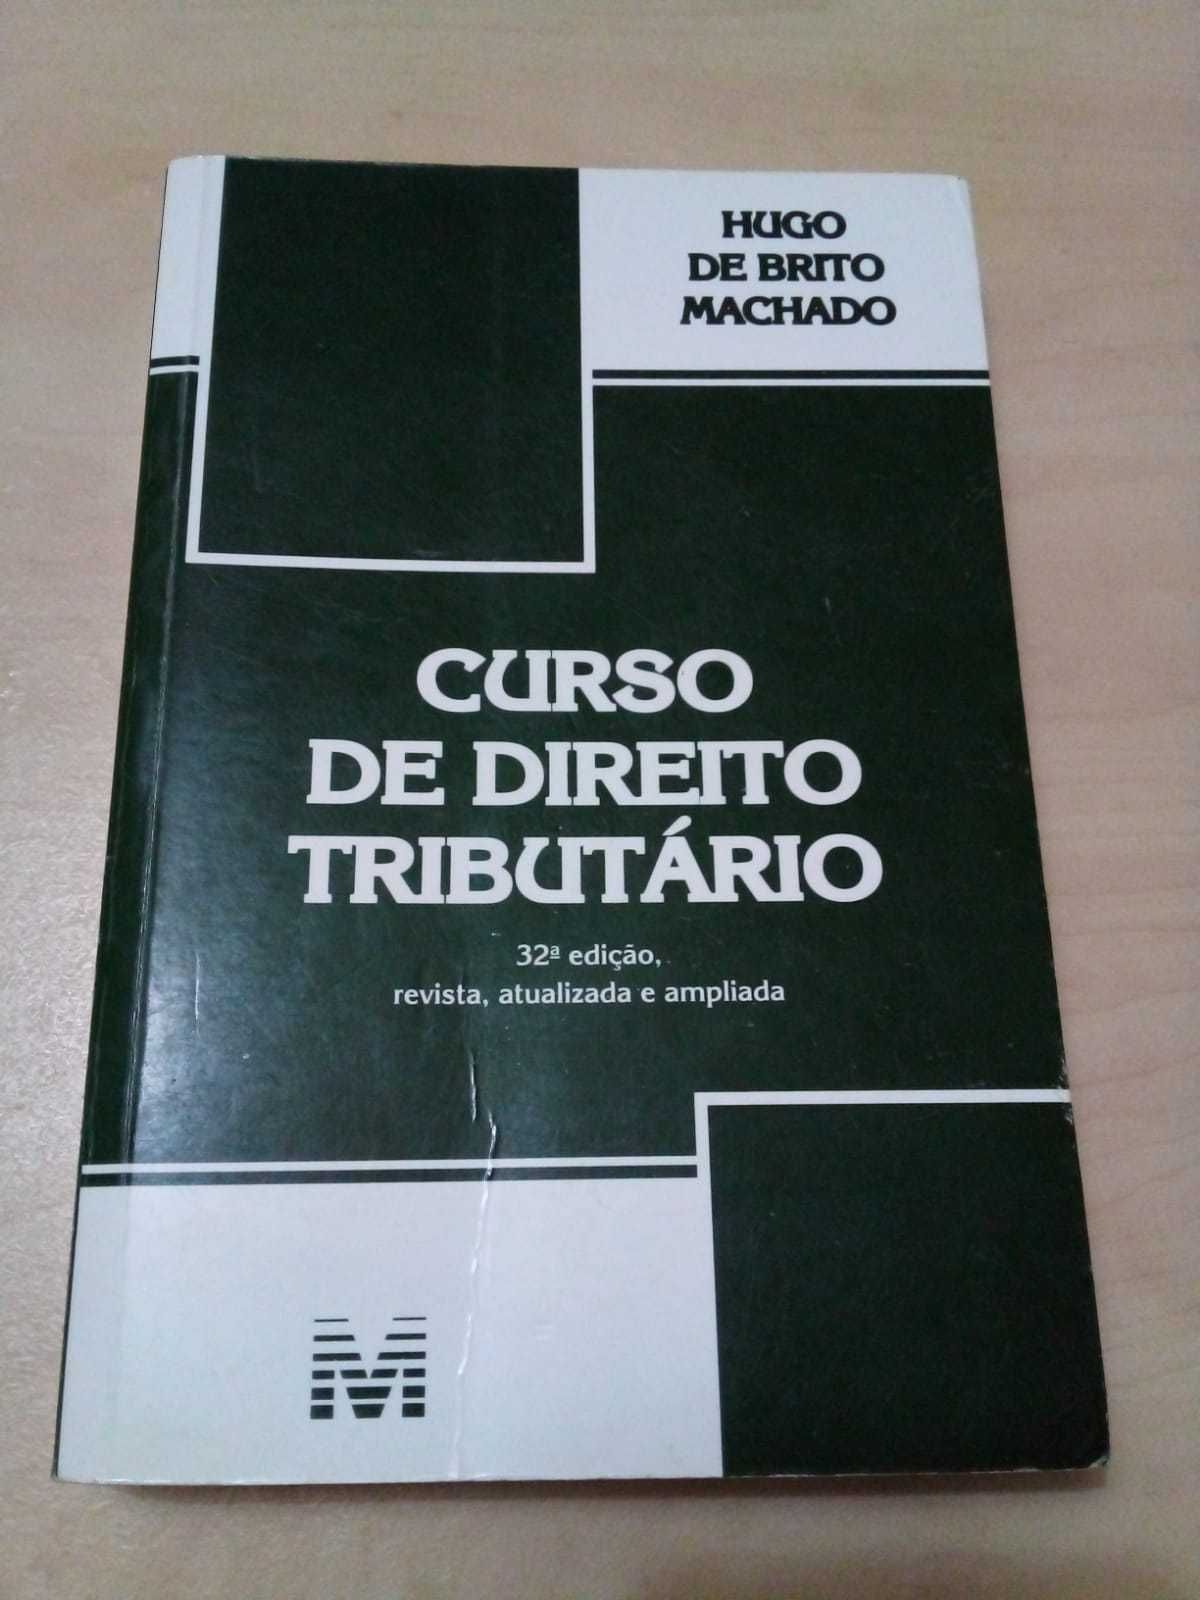 HUGO
DE BRITO
MACHADO
CURSO
DE DIREITO
TRIBUTÁRIO
32ª edição,
revista, atualizada e ampliada
M